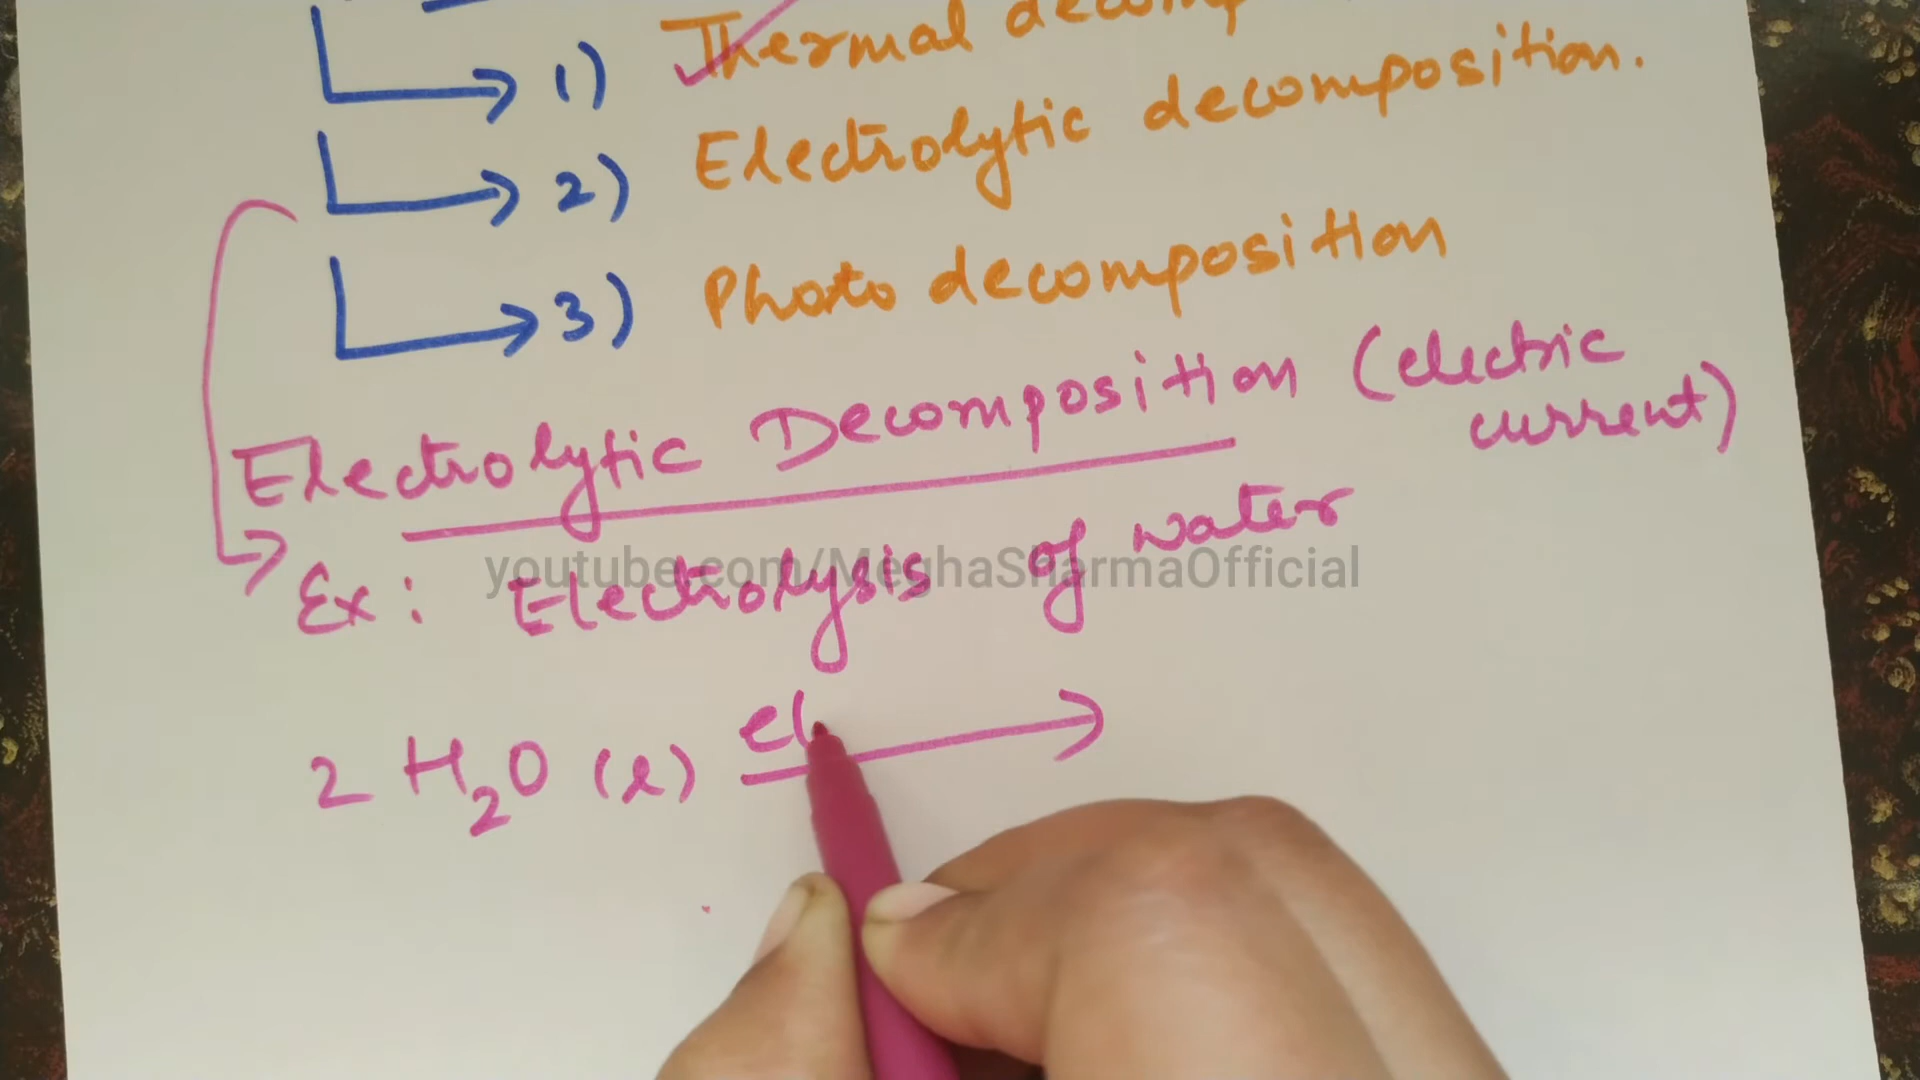 1) Thermal decomp
2) Electrolytic decomposition.
3) Photo decomposition
Electrolytic Decomposition (electric
current)
Ex: Electrolysis of water
youtube.com/MeghaSharmaOfficial
2 H₂O (l) el